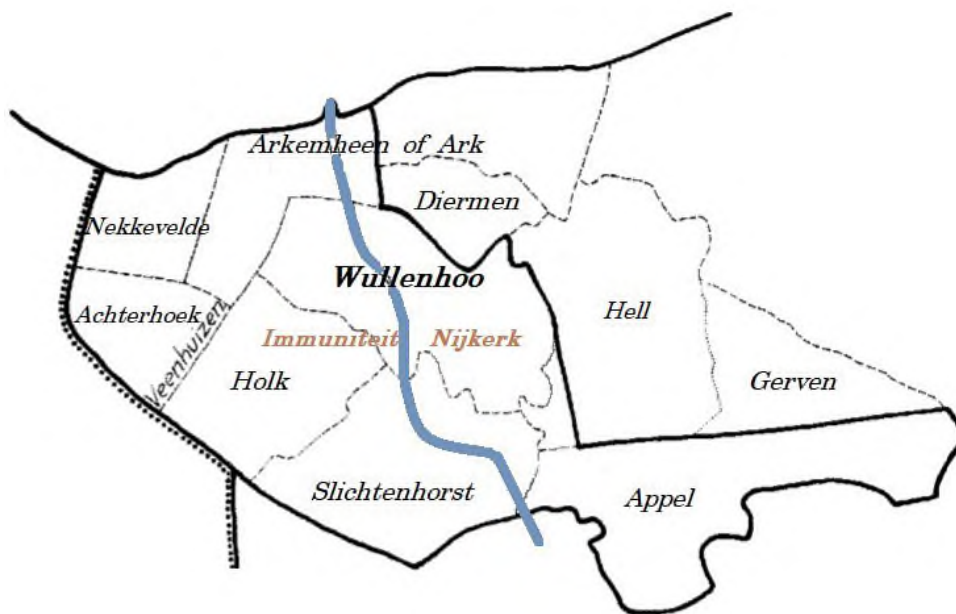 Arkemheen of Ark
Diermen
Nekkevelde
Wullenhoo
Achterhoek
Hell
Veenhuizen
Immuniteit Nijkerk
Holk
Gerven
Slichtenhorst
Appel